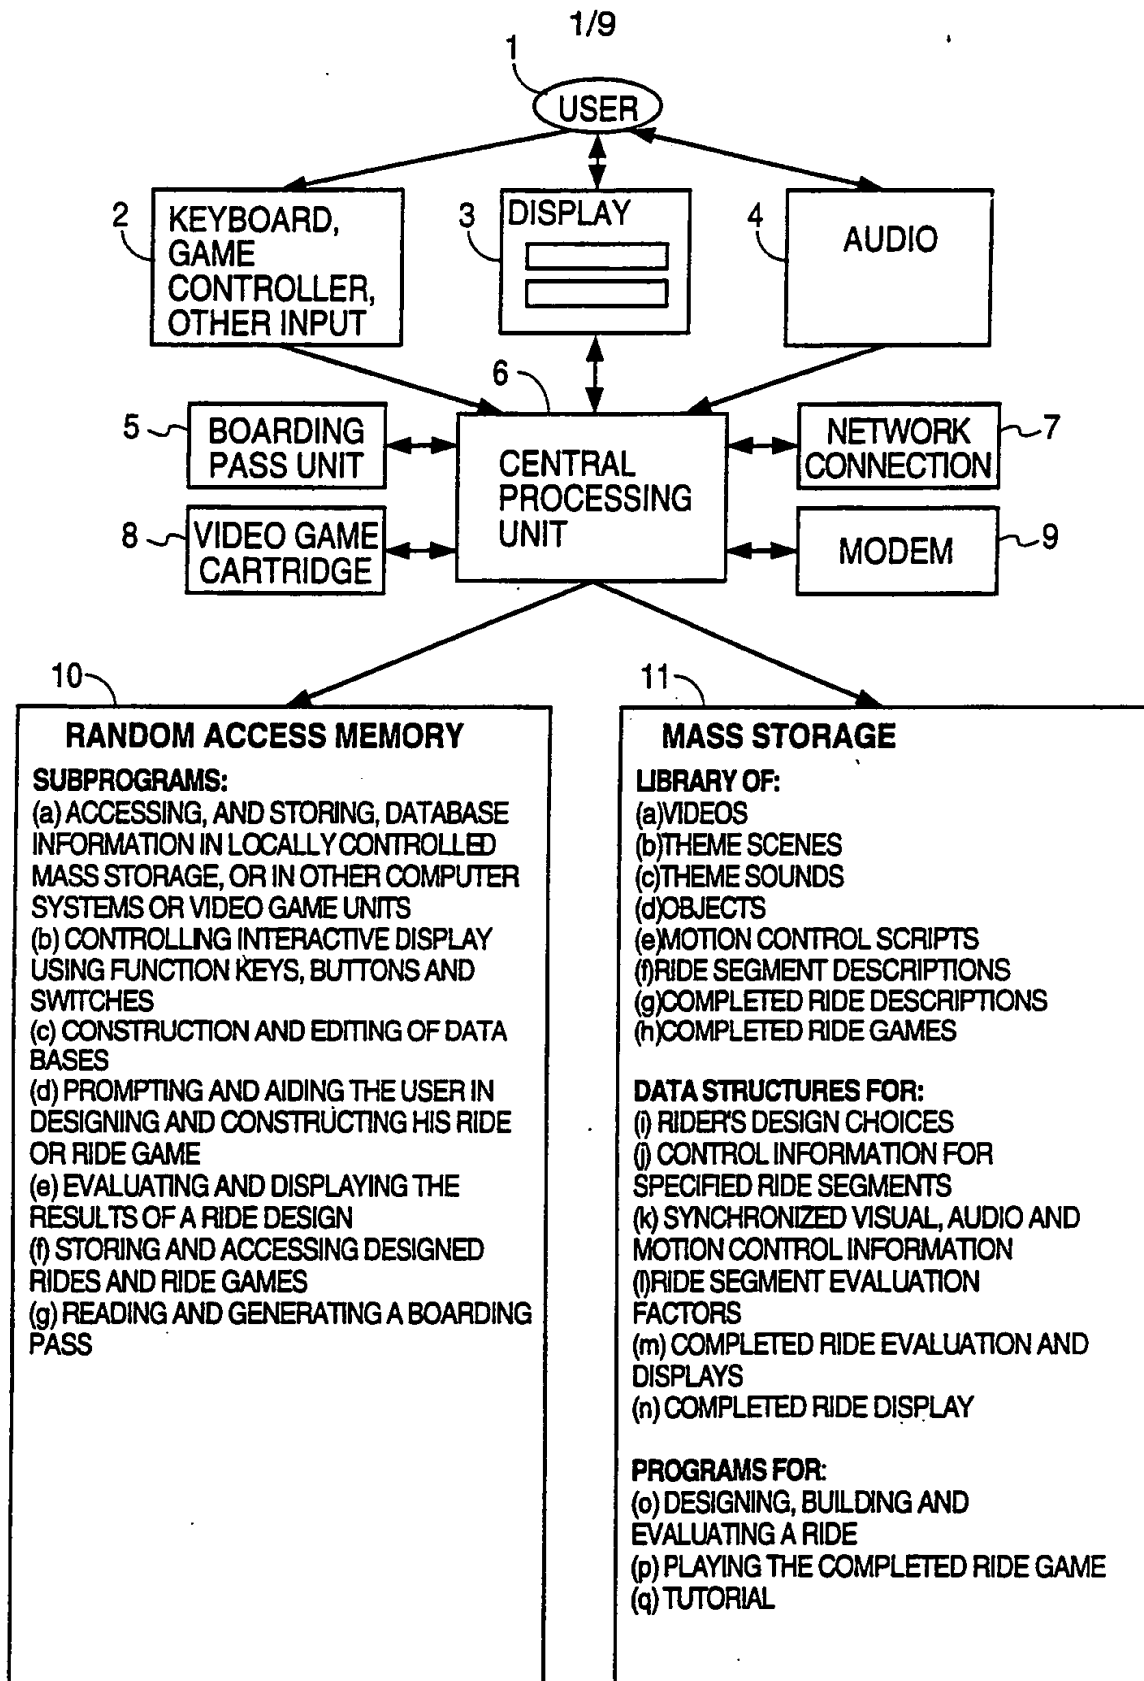 1/9
1
USER
2
KEYBOARD,
GAME
CONTROLLER,
OTHER INPUT
3
DISPLAY
4
AUDIO
5
BOARDING
PASS UNIT
6
CENTRAL
PROCESSING
UNIT
NETWORK
CONNECTION
7
8
VIDEO GAME
CARTRIDGE
MODEM
9
10
RANDOM ACCESS MEMORY
SUBPROGRAMS:
(a) ACCESSING, AND STORING, DATABASE
INFORMATION IN LOCALLY CONTROLLED
MASS STORAGE, OR IN OTHER COMPUTER
SYSTEMS OR VIDEO GAME UNITS
(b) CONTROLLING INTERACTIVE DISPLAY
USING FUNCTION KEYS, BUTTONS AND
SWITCHES
(c) CONSTRUCTION AND EDITING OF DATA
BASES
(d) PROMPTING AND AIDING THE USER IN
DESIGNING AND CONSTRUCTING HIS RIDE
OR RIDE GAME
(e) EVALUATING AND DISPLAYING THE
RESULTS OF A RIDE DESIGN
(f) STORING AND ACCESSING DESIGNED
RIDES AND RIDE GAMES
(g) READING AND GENERATING A BOARDING
PASS
11
MASS STORAGE
LIBRARY OF:
(a)VIDEOS
(b)THEME SCENES
(c)THEME SOUNDS
(d)OBJECTS
(e)MOTION CONTROL SCRIPTS
(f)RIDE SEGMENT DESCRIPTIONS
(g)COMPLETED RIDE DESCRIPTIONS
(h)COMPLETED RIDE GAMES
DATA STRUCTURES FOR:
(i) RIDER'S DESIGN CHOICES
(j) CONTROL INFORMATION FOR
SPECIFIED RIDE SEGMENTS
(k) SYNCHRONIZED VISUAL, AUDIO AND
MOTION CONTROL INFORMATION
(l)RIDE SEGMENT EVALUATION
FACTORS
(m) COMPLETED RIDE EVALUATION AND
DISPLAYS
(n) COMPLETED RIDE DISPLAY
PROGRAMS FOR:
(o) DESIGNING, BUILDING AND
EVALUATING A RIDE
(p) PLAYING THE COMPLETED RIDE GAME
(q) TUTORIAL